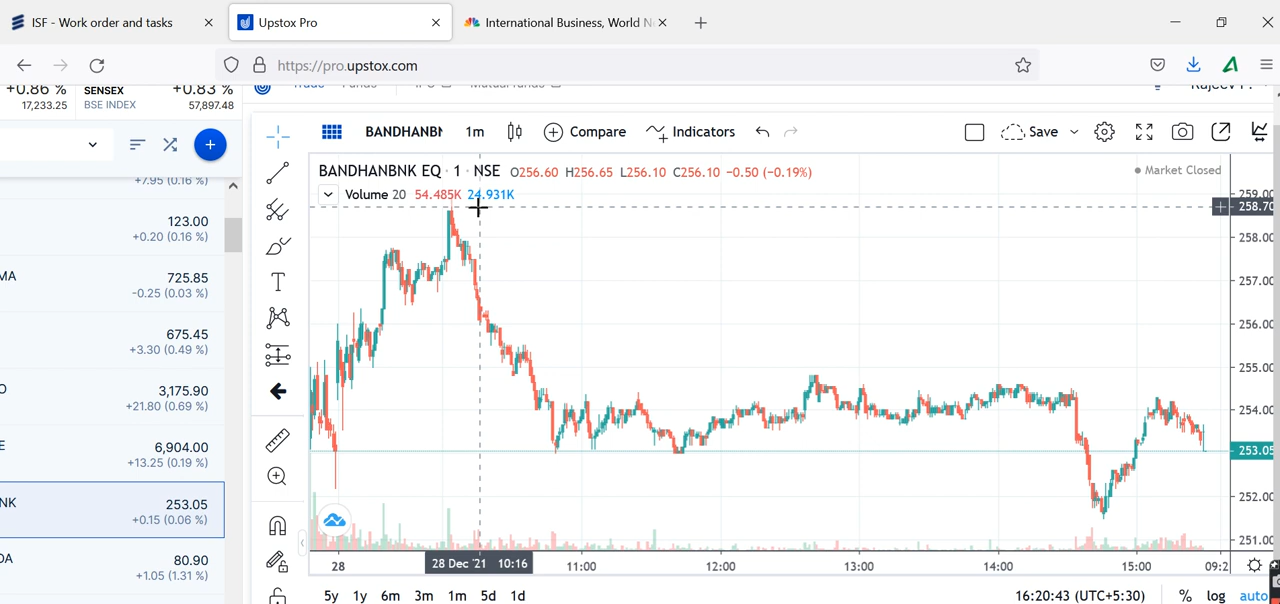 ISF - Work order and tasks
Upstox Pro
International Business, World N
https://pro.upstox.com
+0.86 %
17,233.25
SENSEX
BSE INDEX
+0.83 %
57,897.48
+7.95 (0.16 %)
123.00
+0.20 (0.16 %)
MA
725.85
-0.25 (0.03 %)
675.45
+3.30 (0.49 %)
O
3,175.90
+21.80 (0.69 %)
E
6,904.00
+13.25 (0.19 %)
NK
253.05
+0.15 (0.06 %)
DA
80.90
+1.05 (1.31 %)
BANDHANBN
1m
Compare
Indicators
Save
BANDHANBNK EQ · 1 · NSE O256.60 H256.65 L256.10 C256.10 -0.50 (-0.19%)
Market Closed
Volume 20 54.485K 24.931K
259.00
258.70
258.00
257.00
256.00
255.00
254.00
253.05
252.00
251.00
28
28 Dec '21 10:16
11:00
12:00
13:00
14:00
15:00
09:2
5y 1y 6m 3m 1m 5d 1d
16:20:43 (UTC+5:30)
% log auto